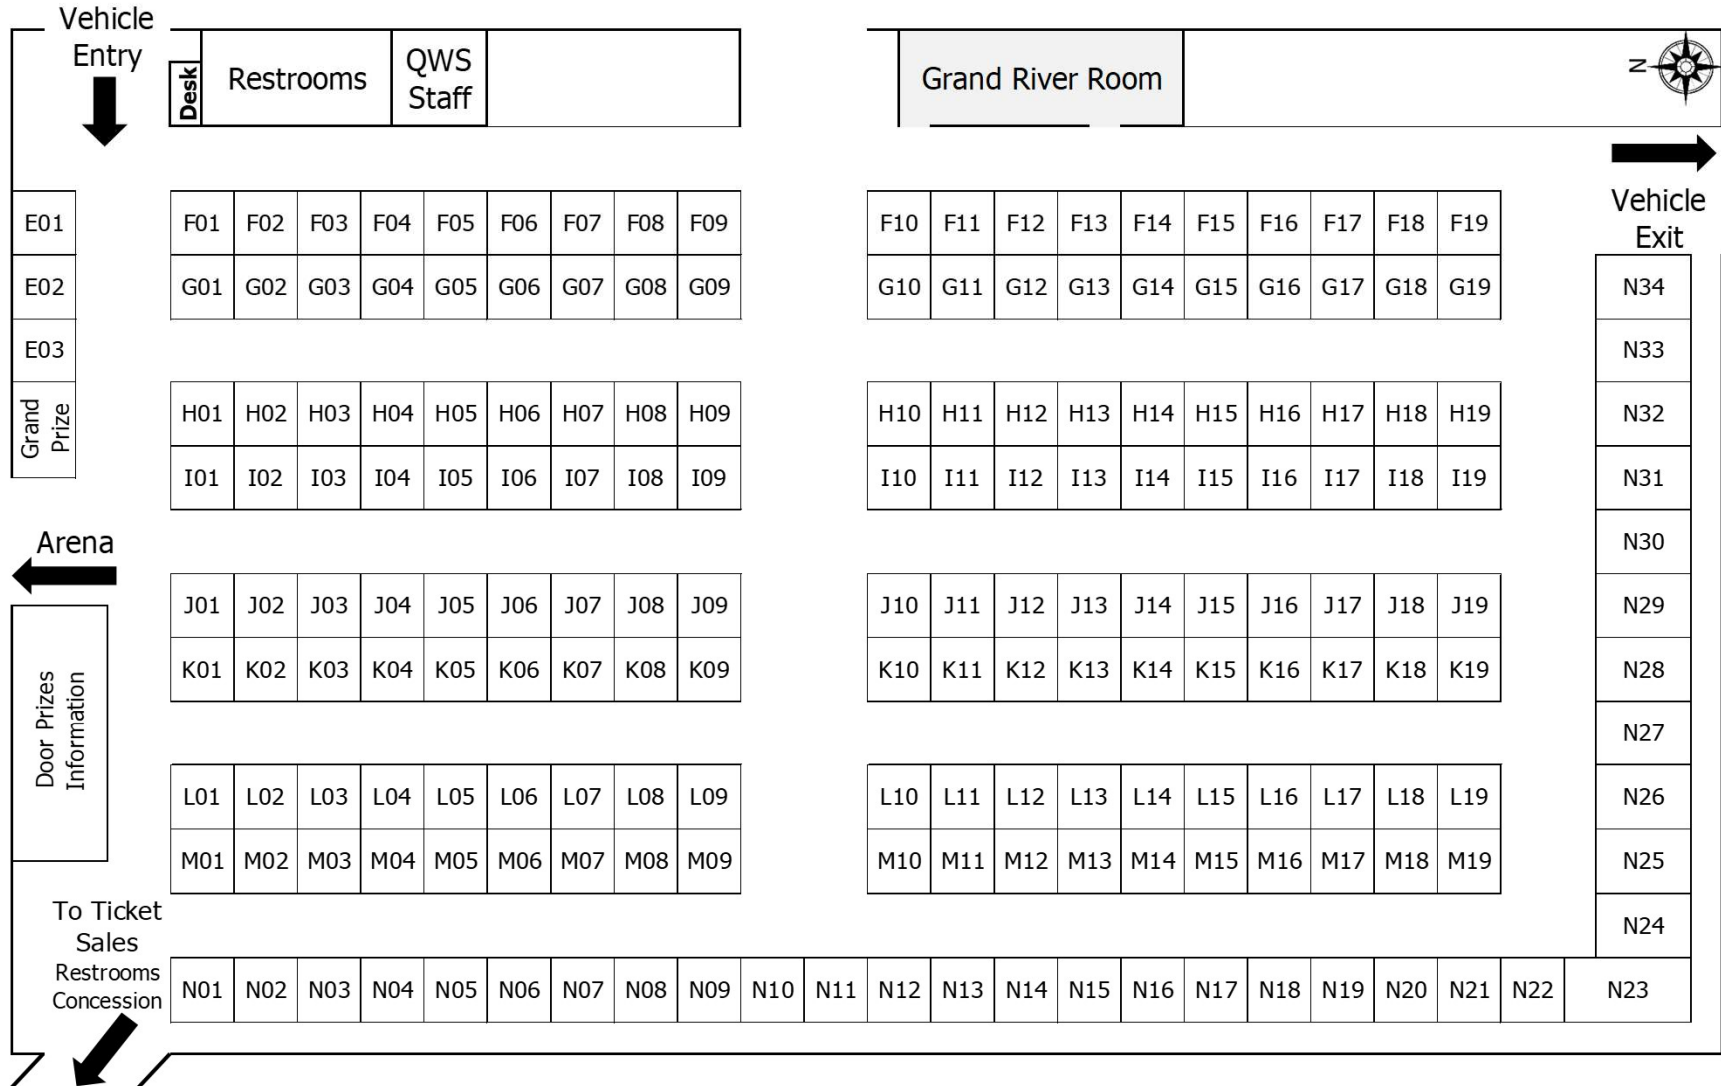 Vehicle
Entry
Desk
Restrooms
QWS
Staff
Grand River Room
N
Vehicle
Exit
E01 F01 F02 F03 F04 F05 F06 F07 F08 F09 F10 F11 F12 F13 F14 F15 F16 F17 F18 F19
E02 G01 G02 G03 G04 G05 G06 G07 G08 G09 G10 G11 G12 G13 G14 G15 G16 G17 G18 G19 N34
E03 N33
Grand
Prize
H01 H02 H03 H04 H05 H06 H07 H08 H09 H10 H11 H12 H13 H14 H15 H16 H17 H18 H19 N32
I01 I02 I03 I04 I05 I06 I07 I08 I09 I10 I11 I12 I13 I14 I15 I16 I17 I18 I19 N31
Arena N30
J01 J02 J03 J04 J05 J06 J07 J08 J09 J10 J11 J12 J13 J14 J15 J16 J17 J18 J19 N29
K01 K02 K03 K04 K05 K06 K07 K08 K09 K10 K11 K12 K13 K14 K15 K16 K17 K18 K19 N28
Door Prizes
Information
N27
L01 L02 L03 L04 L05 L06 L07 L08 L09 L10 L11 L12 L13 L14 L15 L16 L17 L18 L19 N26
M01 M02 M03 M04 M05 M06 M07 M08 M09 M10 M11 M12 M13 M14 M15 M16 M17 M18 M19 N25
N24
To Ticket
Sales
Restrooms
Concession
N01 N02 N03 N04 N05 N06 N07 N08 N09 N10 N11 N12 N13 N14 N15 N16 N17 N18 N19 N20 N21 N22 N23